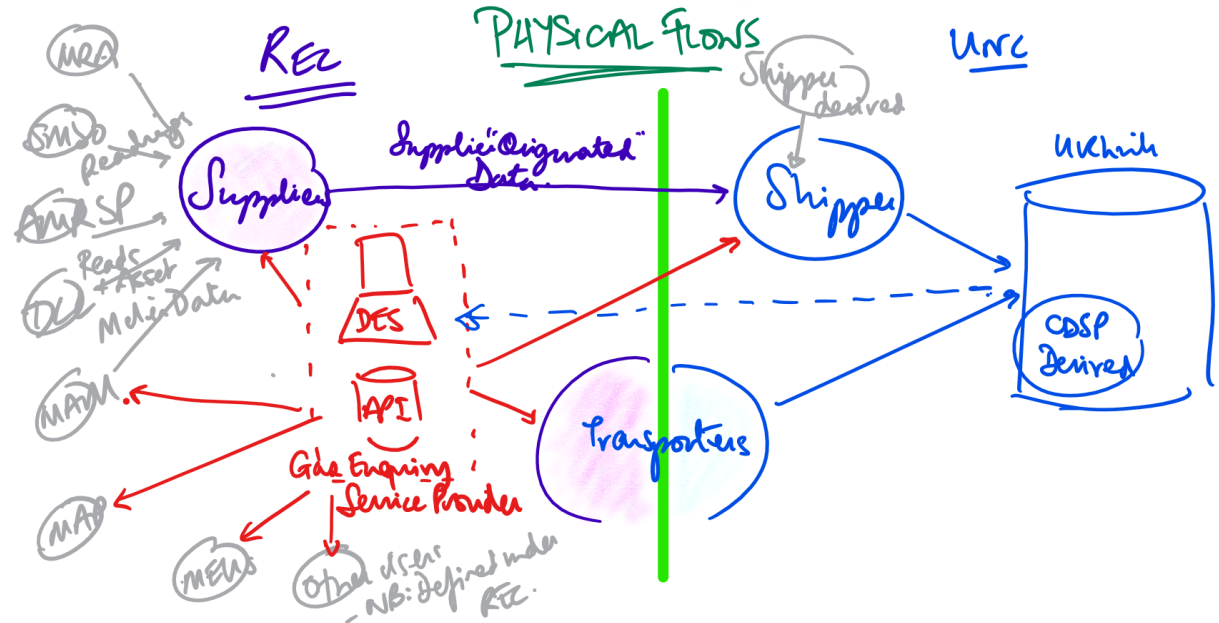 PHYSICAL FLOWS
REC
UNC
MRA
Shipper
derived
SMSO
Readings
Supplier "Originated"
Data.
UKLink
Supplier
Shipper
AMR SP
Reads
+ Asset
DCC
Meter Data
DES
CDSP
Derived
MAM
API
Transporters
Gas Enquiry
Service Provider
MAP
MEMs
Other Users
- NB: Defined under
REC.